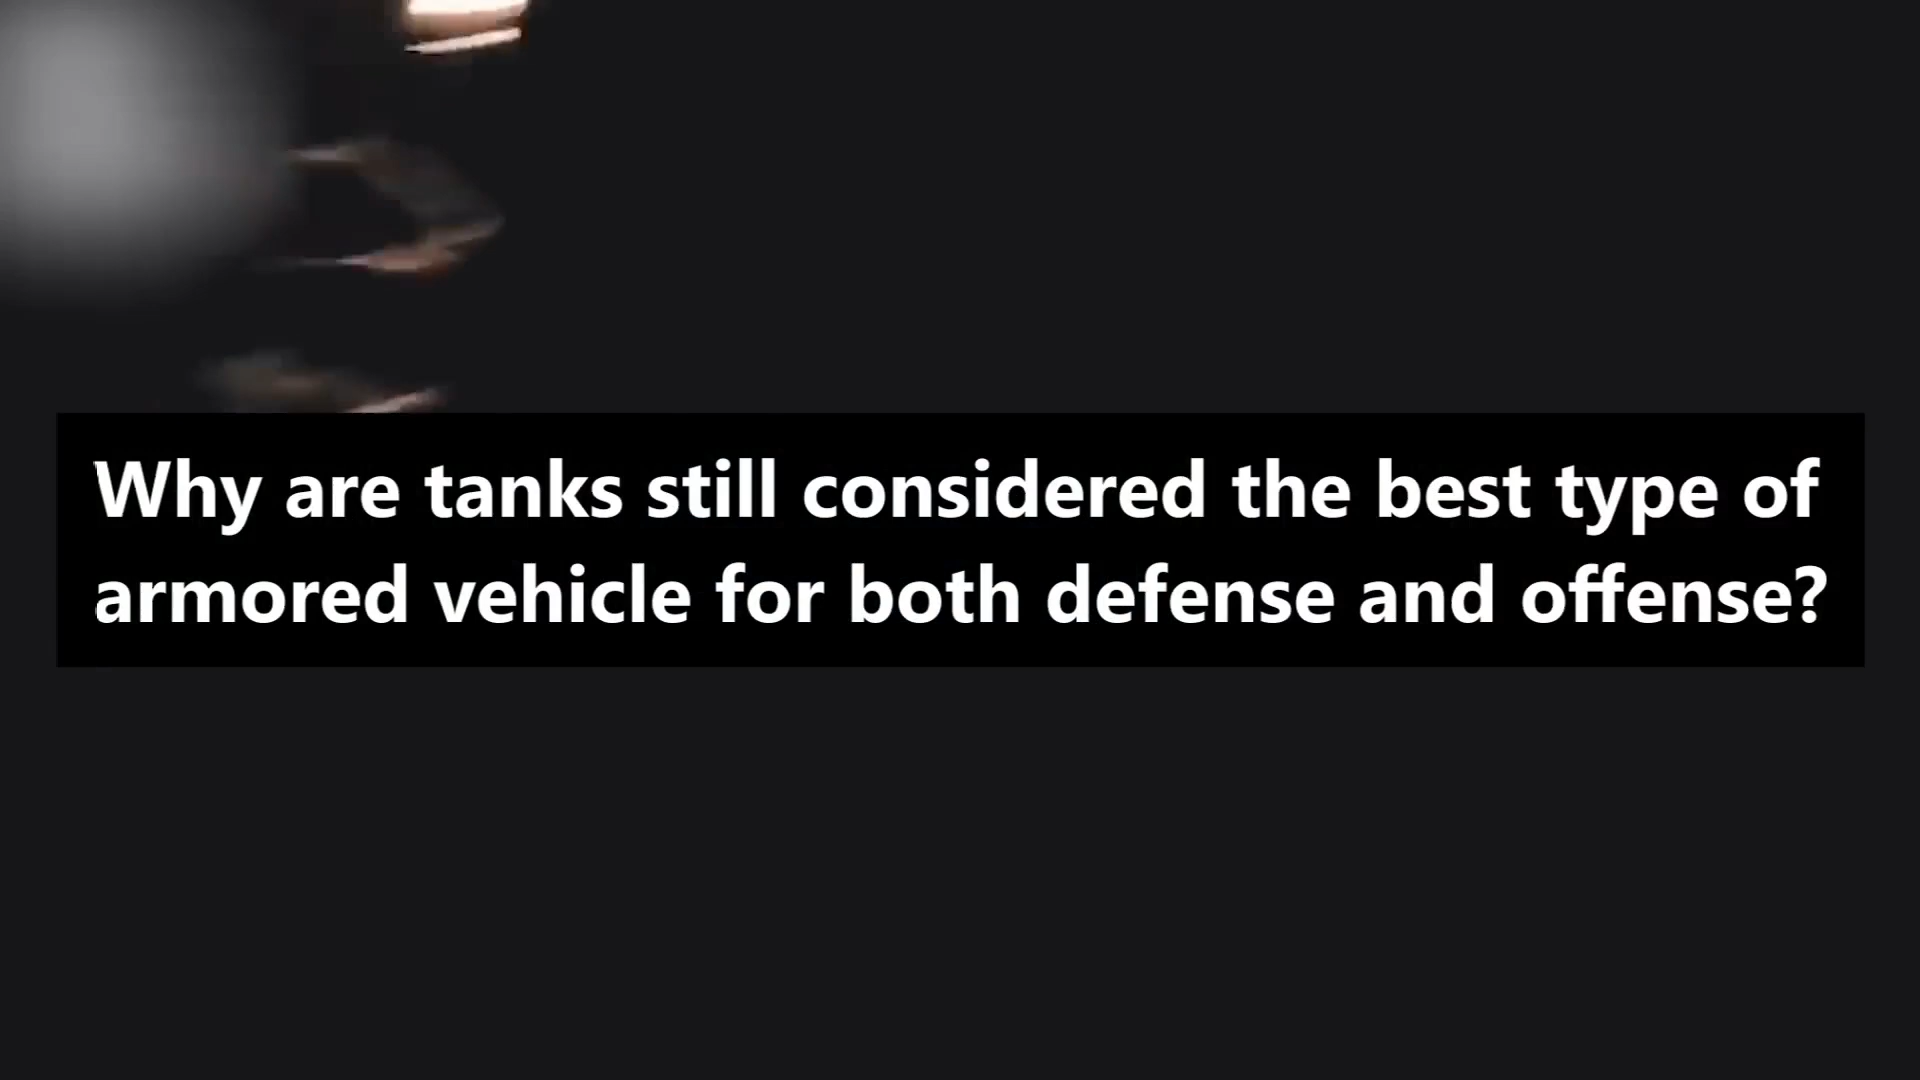 Why are tanks still considered the best type of
armored vehicle for both defense and offense?